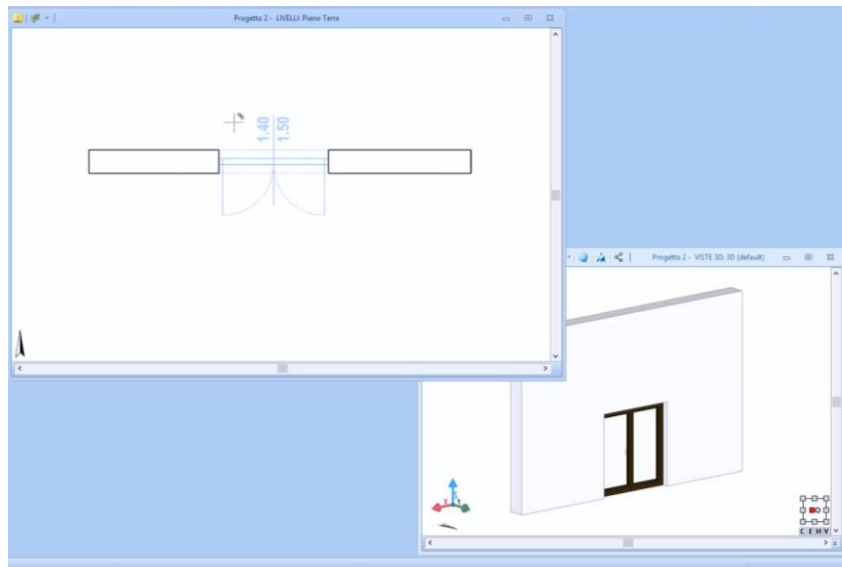 Progetto 2 - LIVELLI: Piano Terra
1.40
1.50
Progetto 2 - VISTE 3D: 3D (default)
C E H V